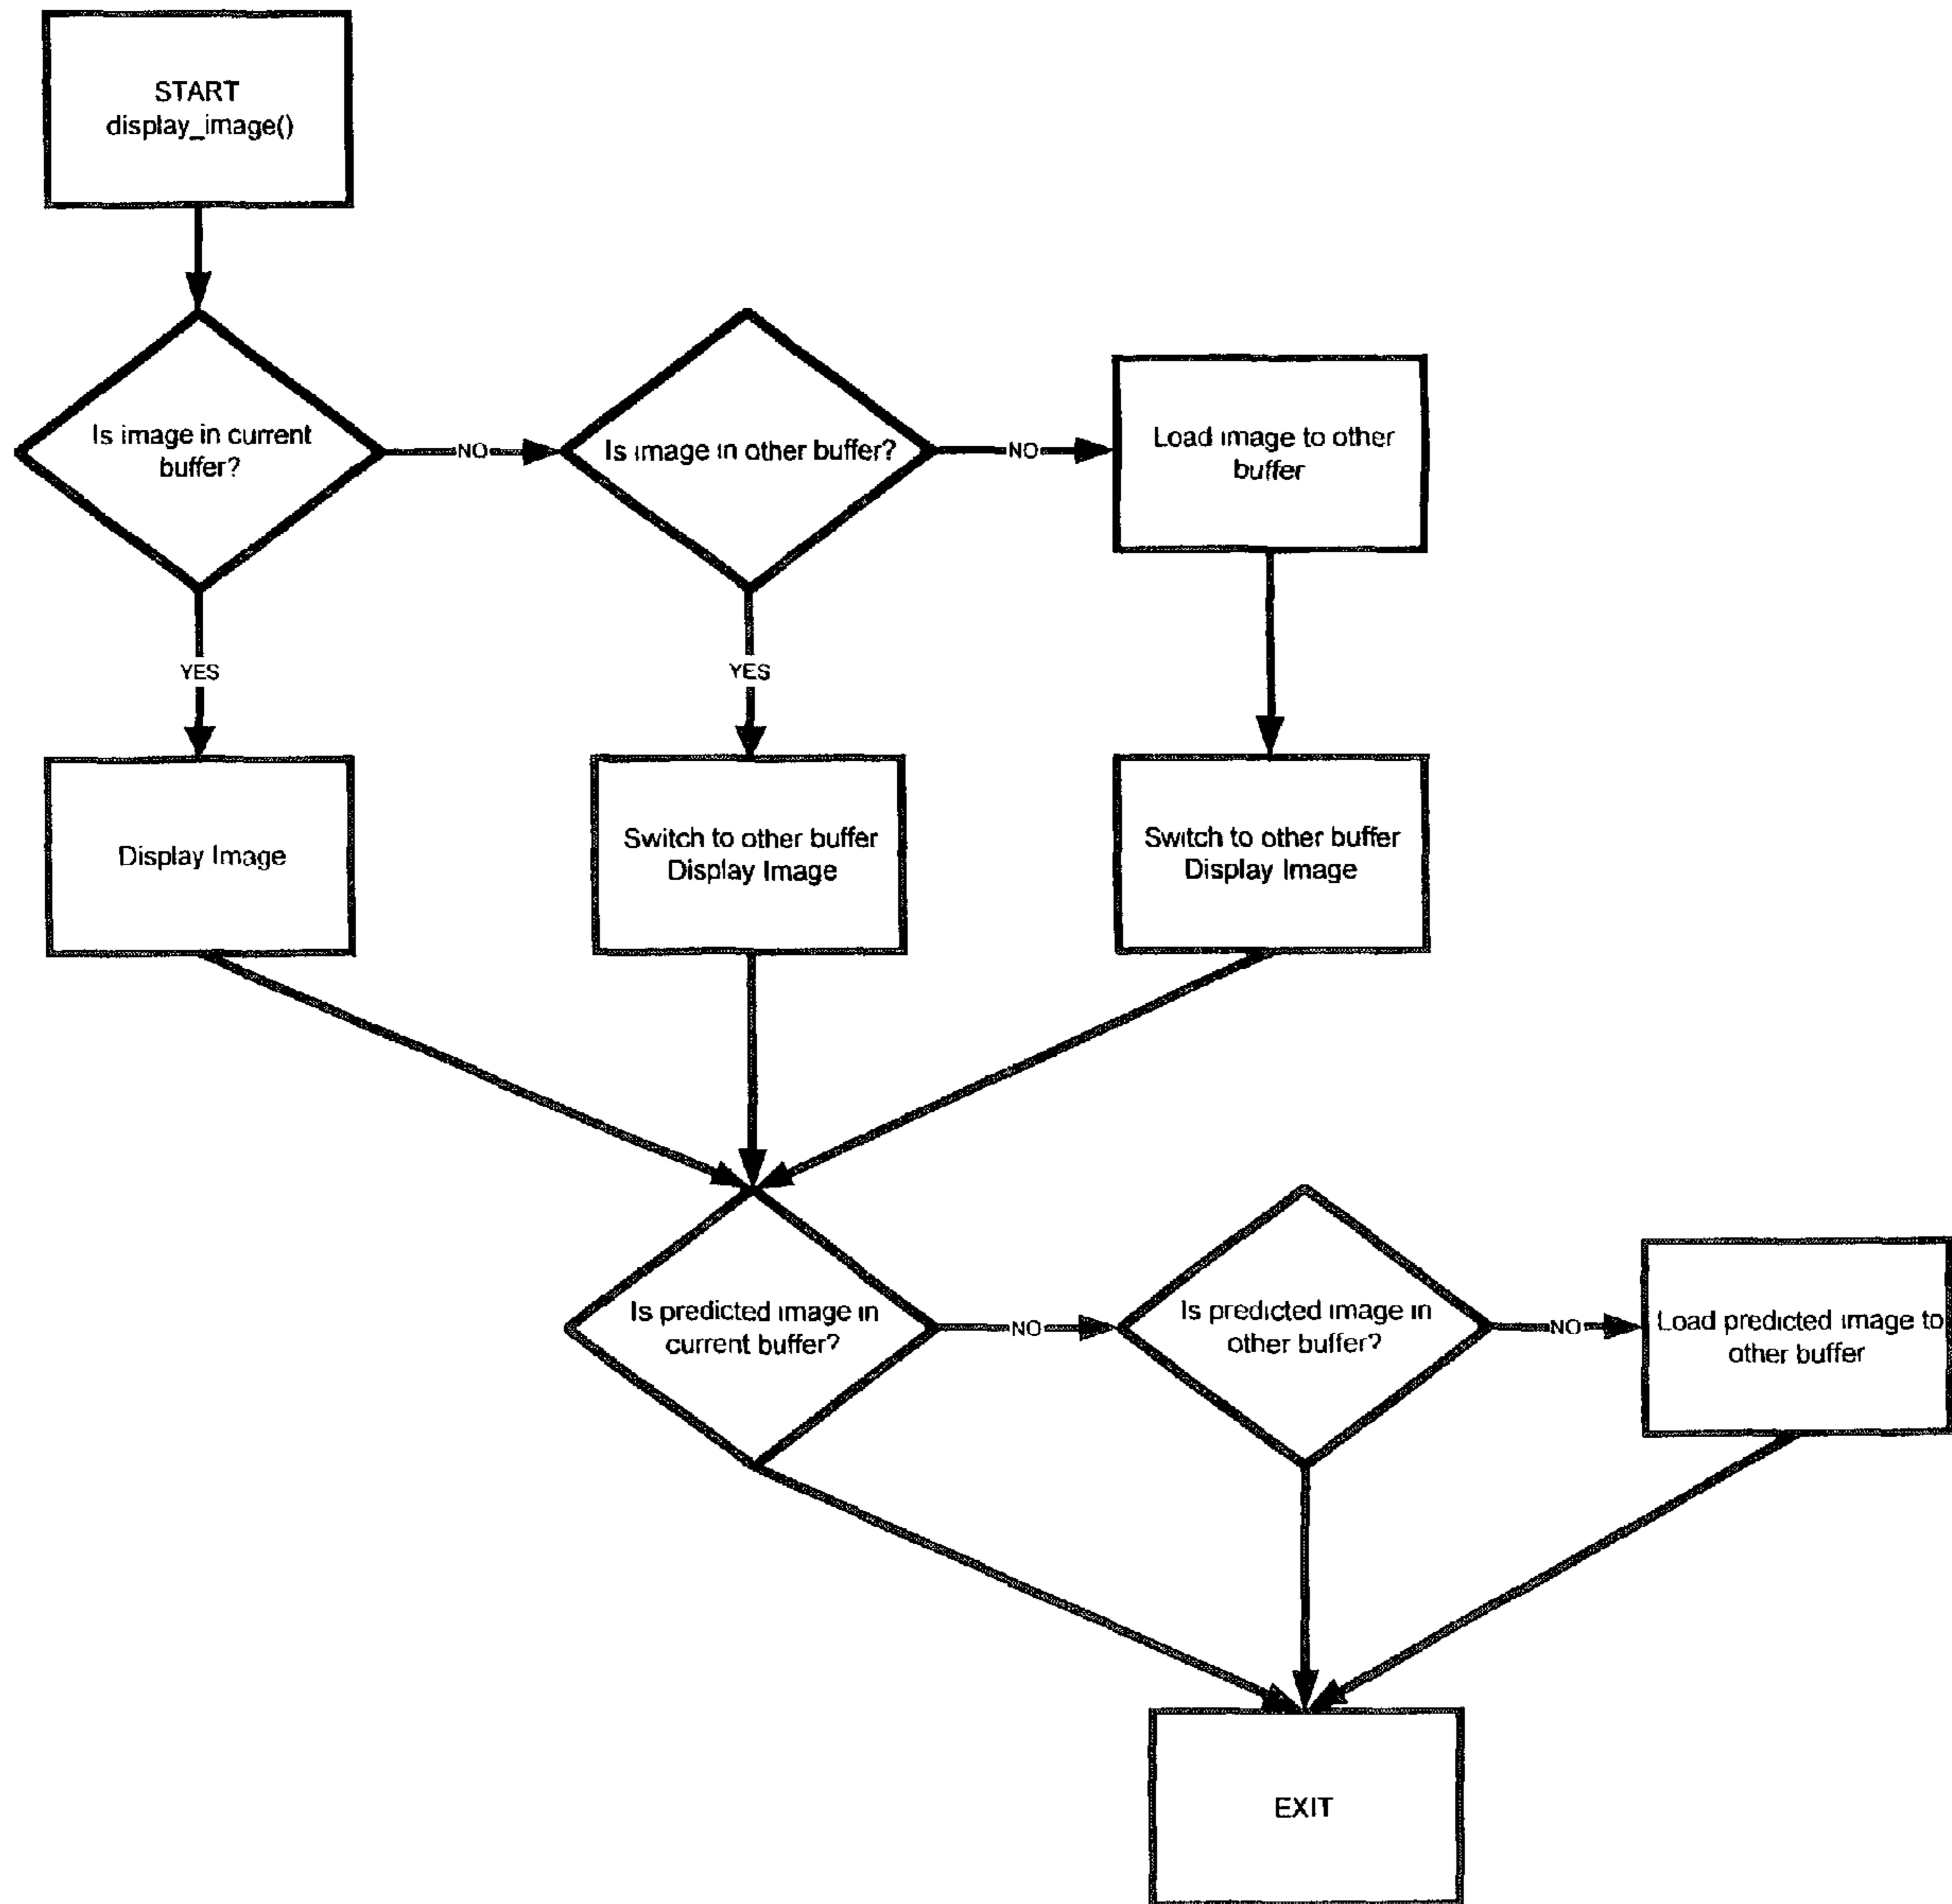 START
display_image()
Is image in current
buffer?
NO
Is image in other buffer?
NO
Load image to other
buffer
YES
YES
Display Image
Switch to other buffer
Display Image
Switch to other buffer
Display Image
Is predicted image in
current buffer?
NO
Is predicted image in
other buffer?
NO
Load predicted image to
other buffer
EXIT